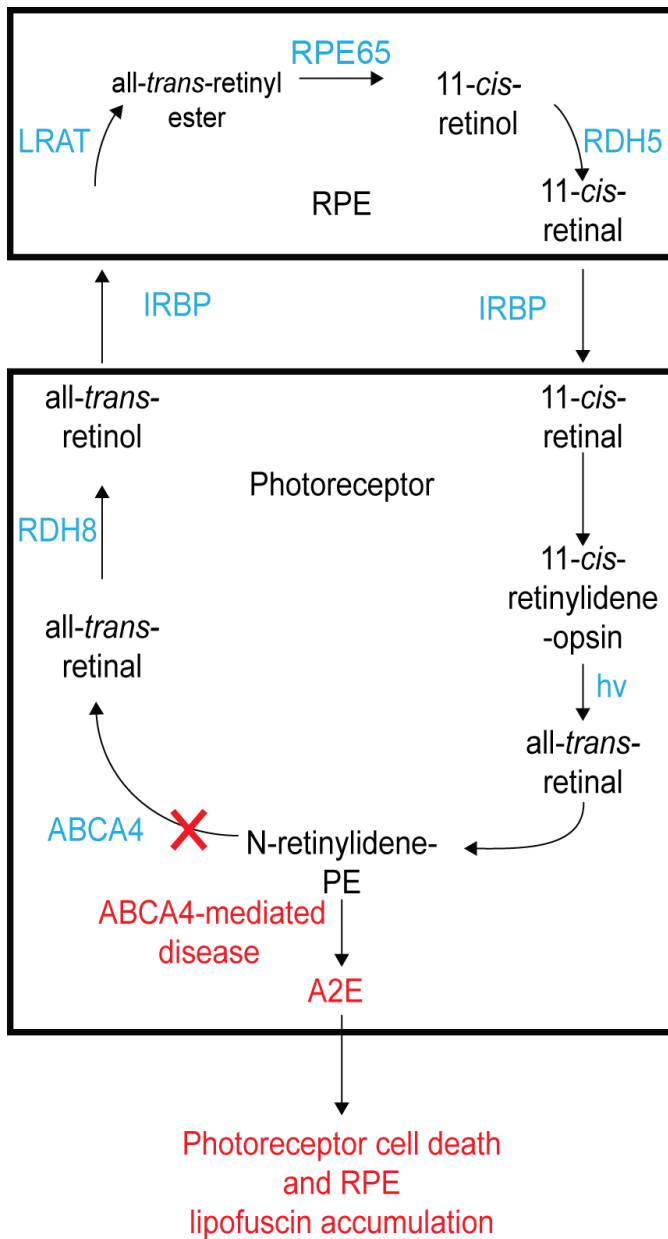 RPE65
all-trans-retinyl
ester
11-cis-
retinol
LRAT
RDH5
RPE
11-cis-
retinal
IRBP
IRBP
all-trans-
retinol
11-cis-
retinal
Photoreceptor
RDH8
11-cis-
retinylidene
-opsin
all-trans-
retinal
hv
all-trans-
retinal
ABCA4
N-retinylidene-
PE
ABCA4-mediated
disease
A2E
Photoreceptor cell death
and RPE
lipofuscin accumulation